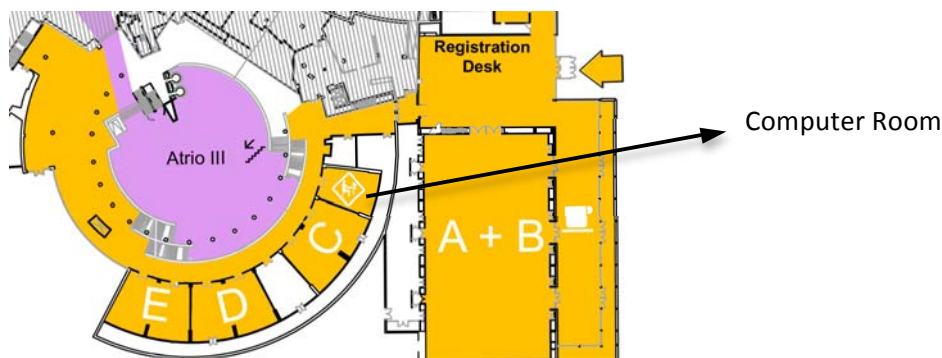 Registration
Desk
Computer Room
Atrio III
A + B
C
E
D